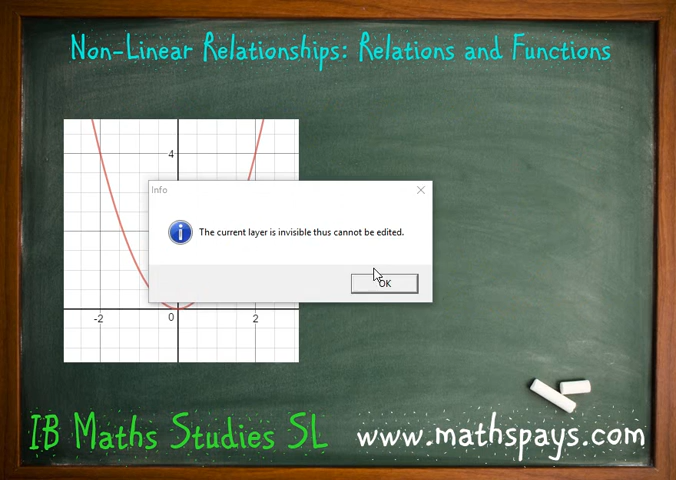 Non-Linear Relationships: Relations and Functions
4
Info
The current layer is invisible thus cannot be edited.
OK
-2
0
2
IB Maths Studies SL
www.mathspays.com